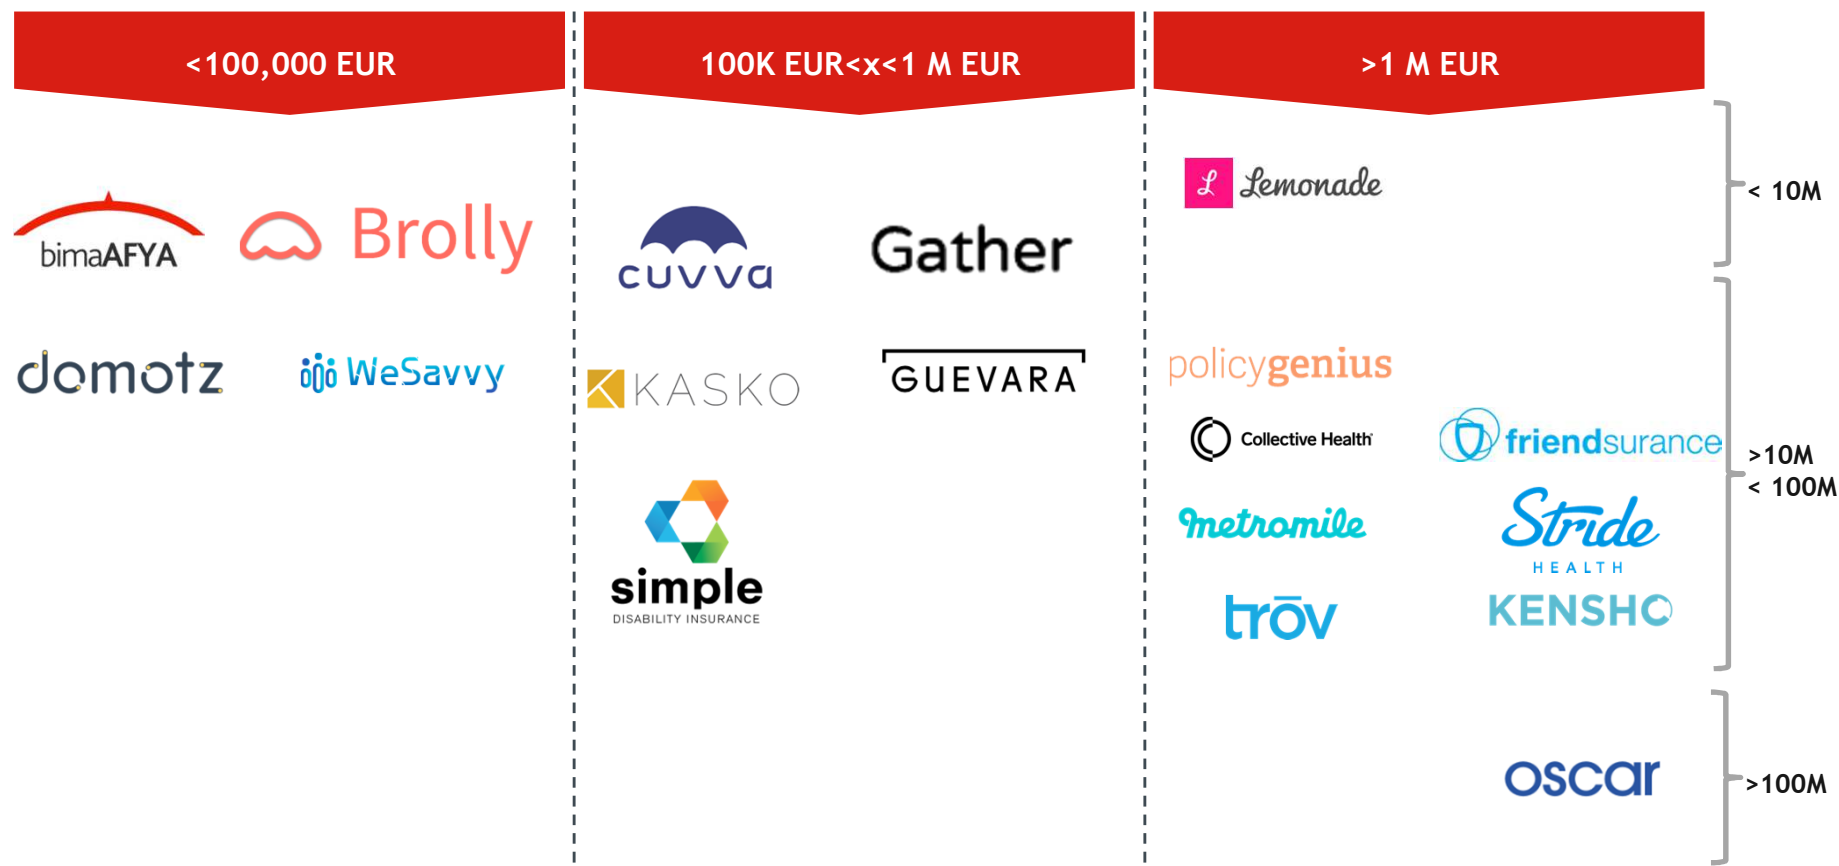 <100,000 EUR
100K EUR<x<1 M EUR
>1 M EUR
bimaAFYA
Brolly
domotz
WeSavvy
cuvva
Gather
KASKO
GUEVARA
simple
DISABILITY INSURANCE
L Lemonade
< 10M
policygenius
Collective Health
friendsurance
metromile
Stride
HEALTH
trōv
KENSHO
>10M
< 100M
oscar
>100M